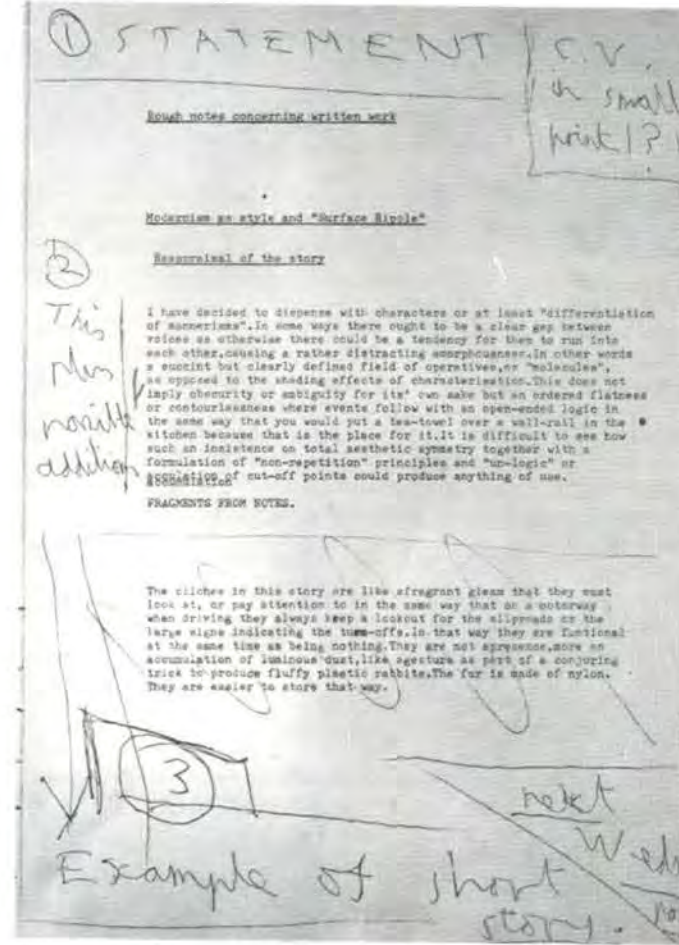 ① STATEMENT
C.V.
in small
print!?!
Rough notes concerning written work
Modernism as style and "Surface Ripple"
Reappraisal of the story
②
This
plus
possible
addition
I have decided to dispense with characters or at least "differentiation
of mannerisms".In some ways there ought to be a clear gap between
voices as otherwise there could be a tendency for them to run into
each other,causing a rather distracting amorphousness.In other words
a succint but clearly defined field of operatives,or "molecules",
as opposed to the shading effects of characterisation.This does not
imply obscurity or ambiguity for its' own sake but an ordered flatness
or contourlessness where events follow with an open-ended logic in
the same way that you would put a tea-towel over a wall-rail in the
kitchen because that is the place for it.It is difficult to see how
such an insistence on total aesthetic symmetry together with a
formulation of "non-repetition" principles and "un-logic" or
of cut-off points could produce anything of use.
FRAGMENTS FROM NOTES.
The cliches in this story are like afragrant gleam that they must
look at, or pay attention to in the same way that on a motorway
when driving they always keep a lookout for the sliproads or the
large signs indicating the turn-offs.In that way they are functional
at the same time as being nothing.They are not apresence,more an
accumulation of luminous dust,like agesture as part of a conjuring
trick to produce fluffy plastic rabbits.The fur is made of nylon.
They are easier to store that way.
③
next
Wed
Example of short
story.